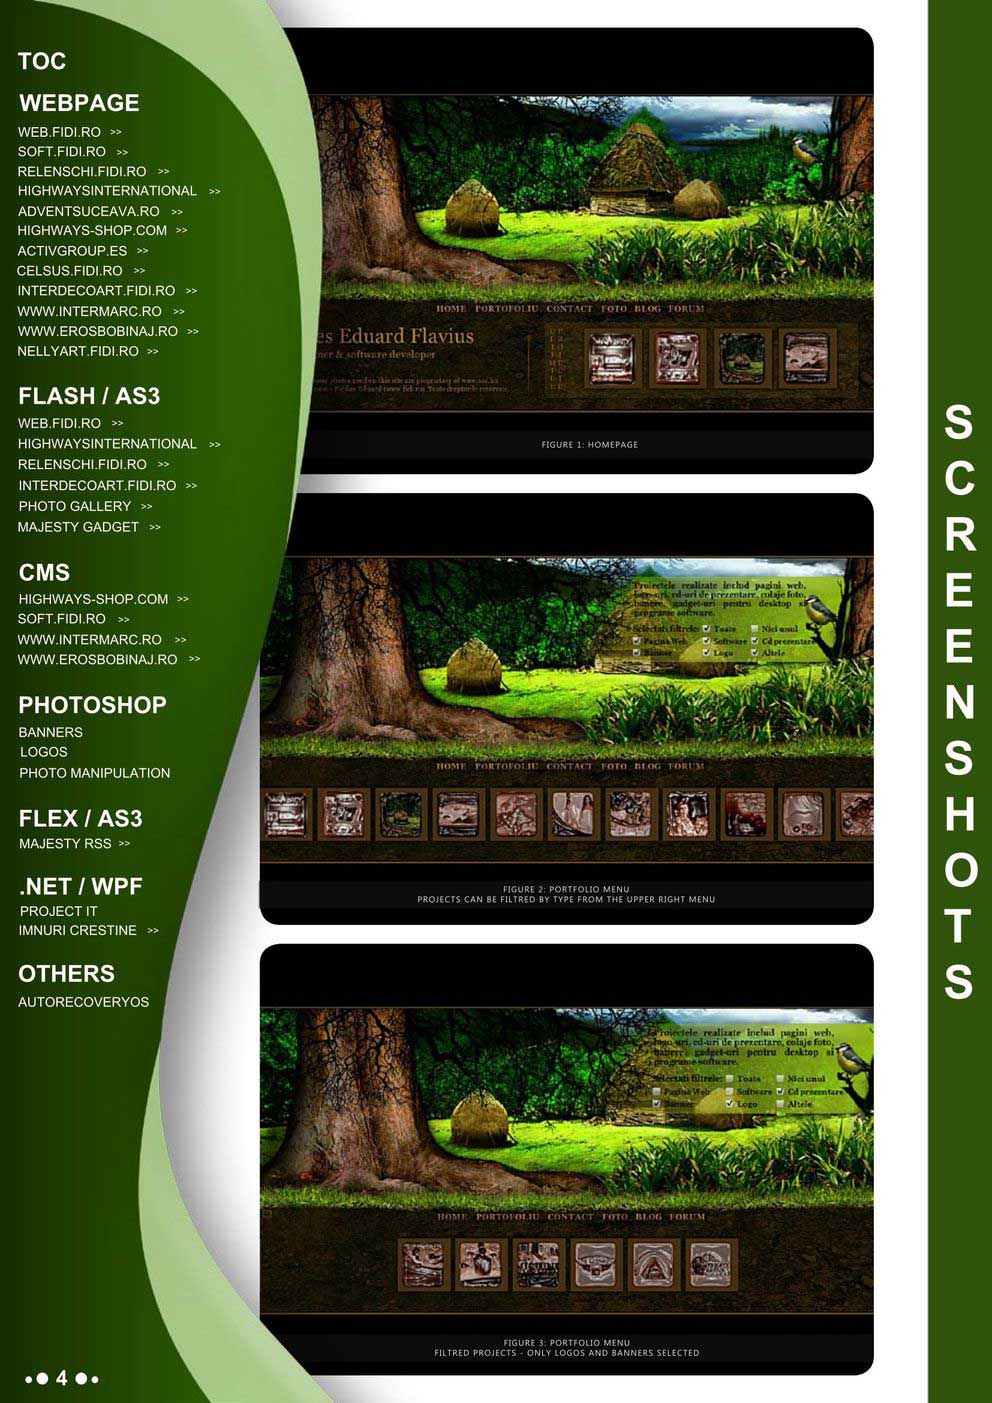 TOC
WEBPAGE
WEB.FIDI.RO >>
SOFT.FIDI.RO >>
RELENSCHI.FIDI.RO >>
HIGHWAYSINTERNATIONAL >>
ADVENTSUCEAVA.RO >>
HIGHWAYS-SHOP.COM >>
ACTIVGROUP.ES >>
CELSUS.FIDI.RO >>
INTERDECOART.FIDI.RO >>
WWW.INTERMARC.RO >>
WWW.EROSBOBINAJ.RO >>
NELLYART.FIDI.RO >>
FLASH / AS3
WEB.FIDI.RO >>
HIGHWAYSINTERNATIONAL >>
RELENSCHI.FIDI.RO >>
INTERDECOART.FIDI.RO >>
PHOTO GALLERY >>
MAJESTY GADGET >>
CMS
HIGHWAYS-SHOP.COM >>
SOFT.FIDI.RO >>
WWW.INTERMARC.RO >>
WWW.EROSBOBINAJ.RO >>
PHOTOSHOP
BANNERS
LOGOS
PHOTO MANIPULATION
FLEX / AS3
MAJESTY RSS >>
.NET / WPF
PROJECT IT
IMNURI CRESTINE >>
OTHERS
AUTORECOVERYOS
4
HOME PORTOFOLIU CONTACT FOTO BLOG FORUM
es Eduard Flavius
ner & software developer
FIGURE 1: HOMEPAGE
Proiectele realizate includ pagini web,
logo-uri, cd-uri de prezentare, colaje foto,
banere, gadget-uri pentru desktop si
programe software.
Selectati filtrele: Toate Nici unul
Pagina Web Software Cd prezentare
Banner Logo Altele
HOME PORTOFOLIU CONTACT FOTO BLOG FORUM
FIGURE 2: PORTFOLIO MENU
PROJECTS CAN BE FILTRED BY TYPE FROM THE UPPER RIGHT MENU
Proiectele realizate includ pagini web,
logo-uri, cd-uri de prezentare, colaje foto,
banere, gadget-uri pentru desktop si
programe software.
Selectati filtrele: Toate Nici unul
Pagina Web Software Cd prezentare
Banner Logo Altele
HOME PORTOFOLIU CONTACT FOTO BLOG FORUM
FIGURE 3: PORTFOLIO MENU
FILTRED PROJECTS - ONLY LOGOS AND BANNERS SELECTED
SCREENSHOTS